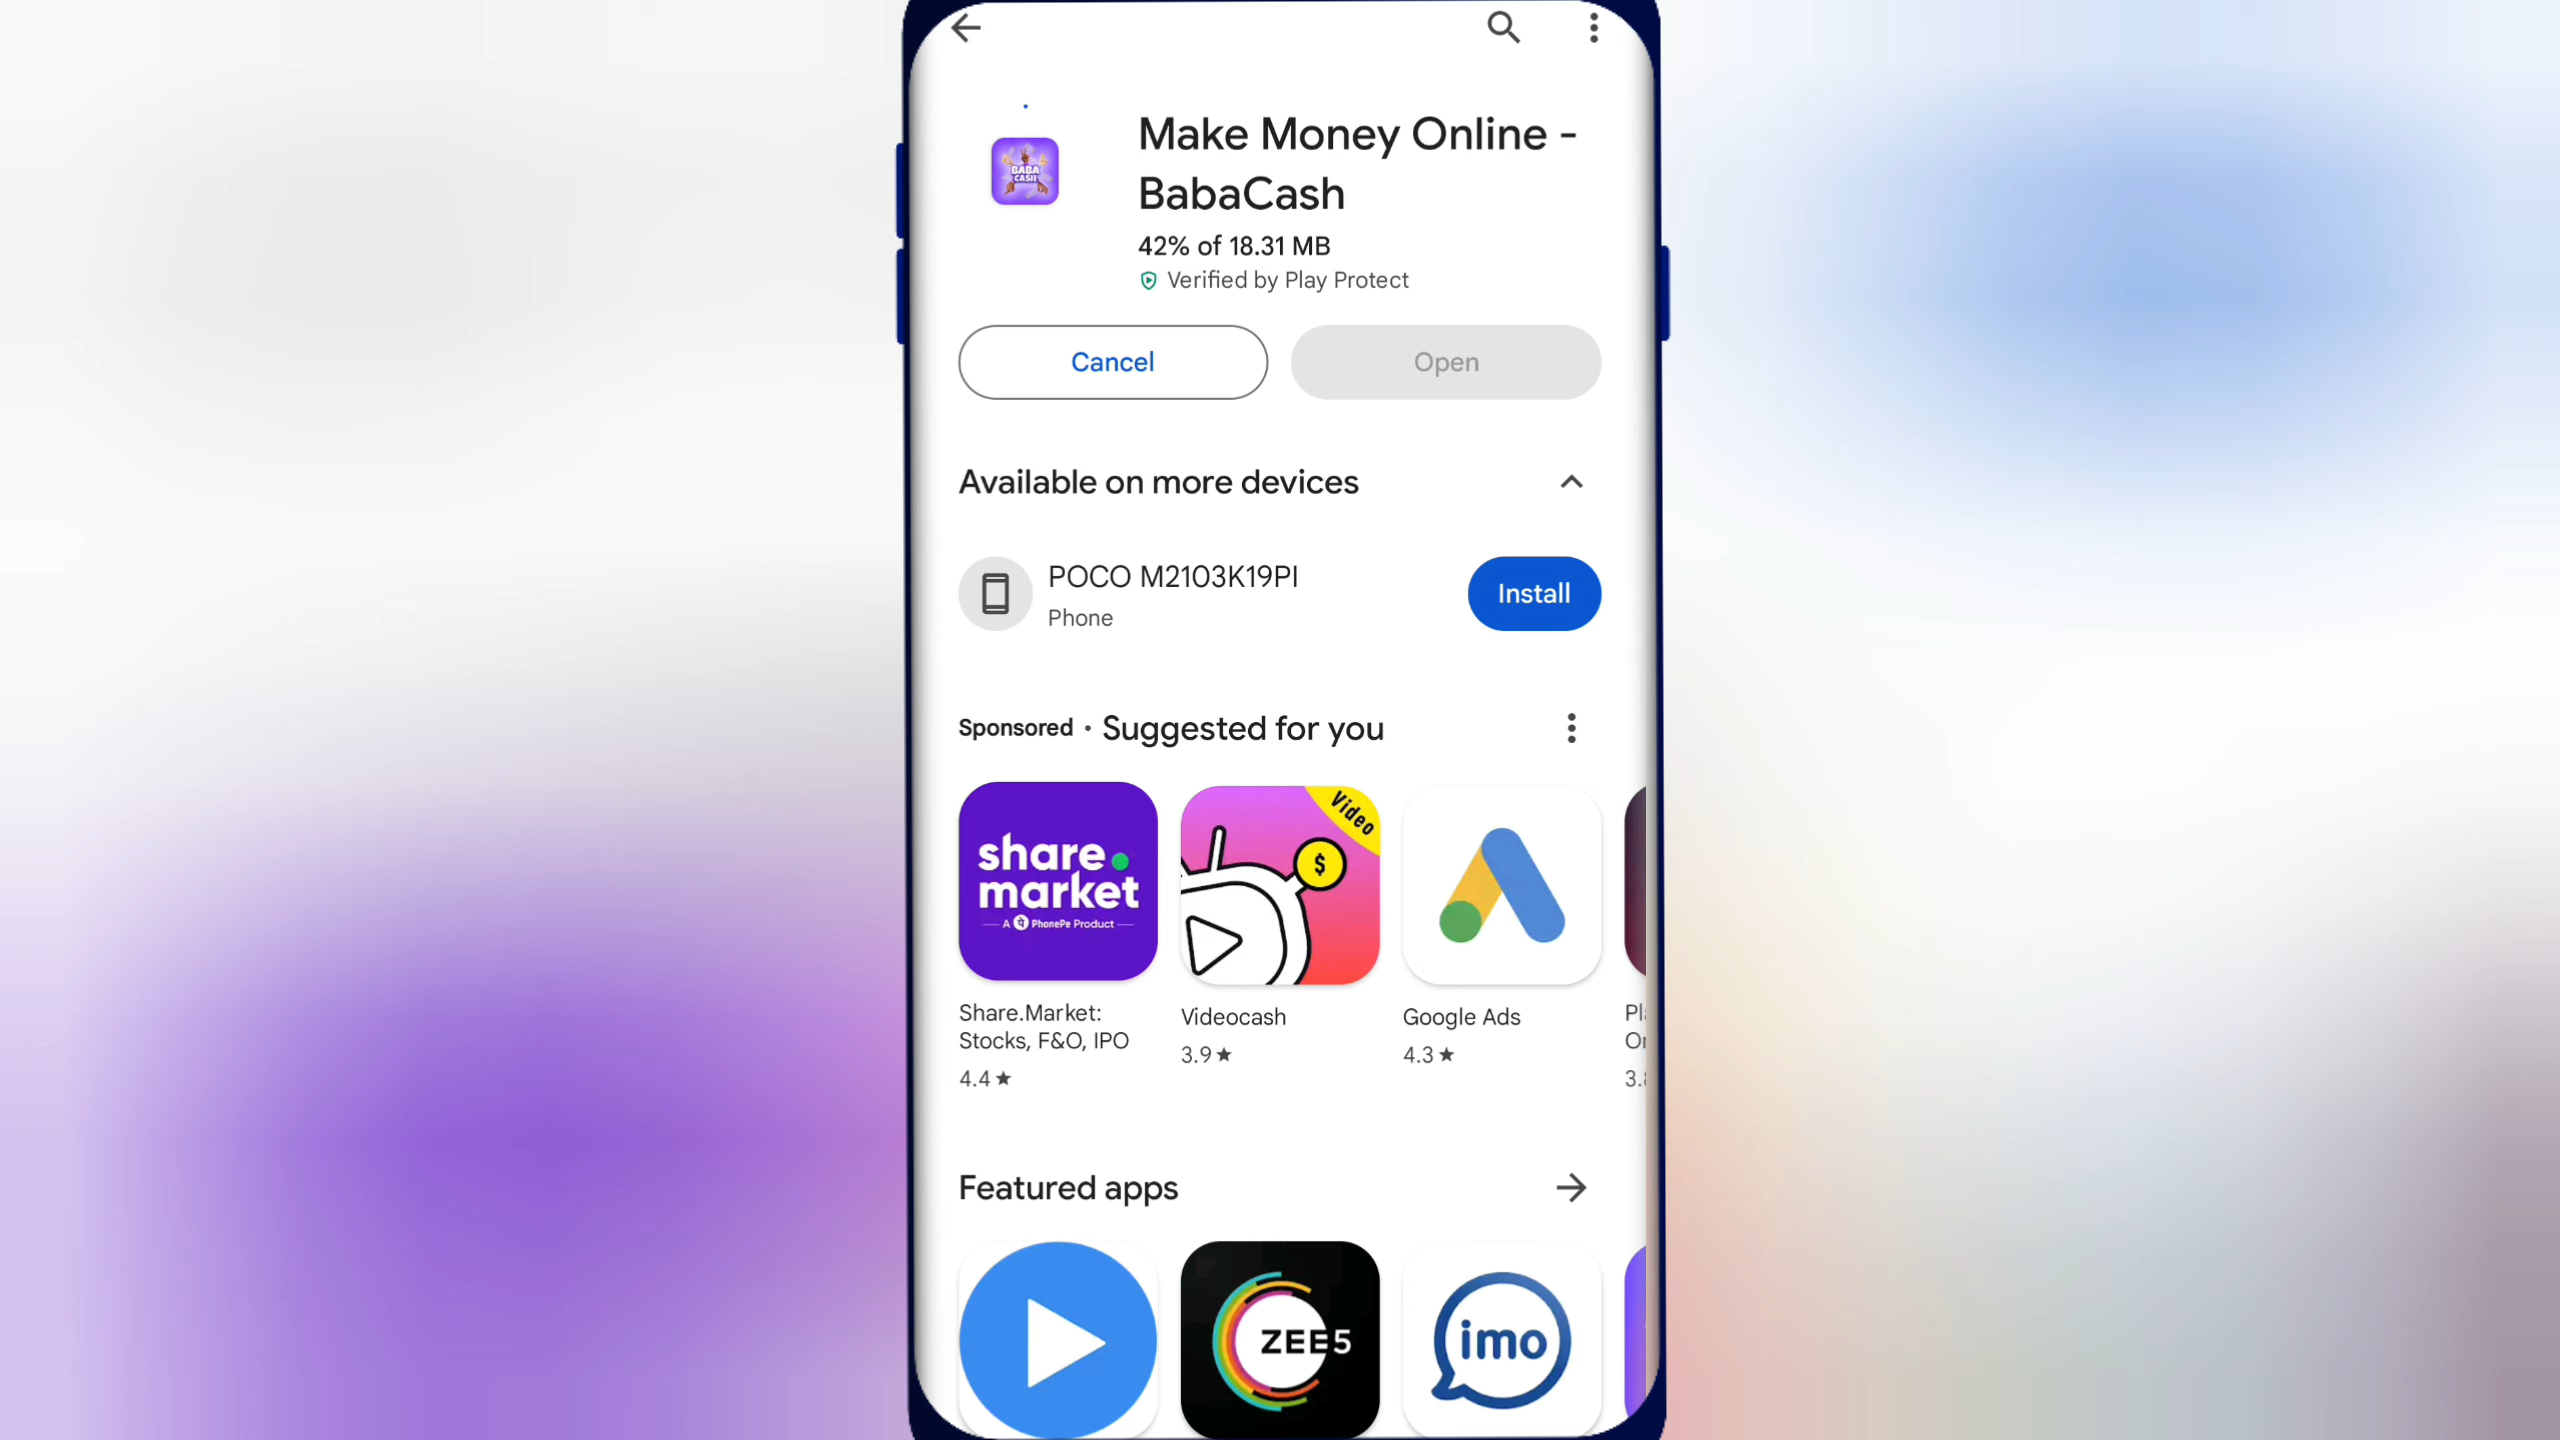 Make Money Online -
BabaCash
BABA
CASH
42% of 18.31 MB
Verified by Play Protect
Cancel
Open
Available on more devices
POCO M2103K19PI
Phone
Install
Sponsored • Suggested for you
share.
market
A PhonePe Product
Video
$
Share.Market:
Stocks, F&O, IPO
4.4★
Videocash
3.9★
Google Ads
4.3★
Featured apps
ZEE5
imo